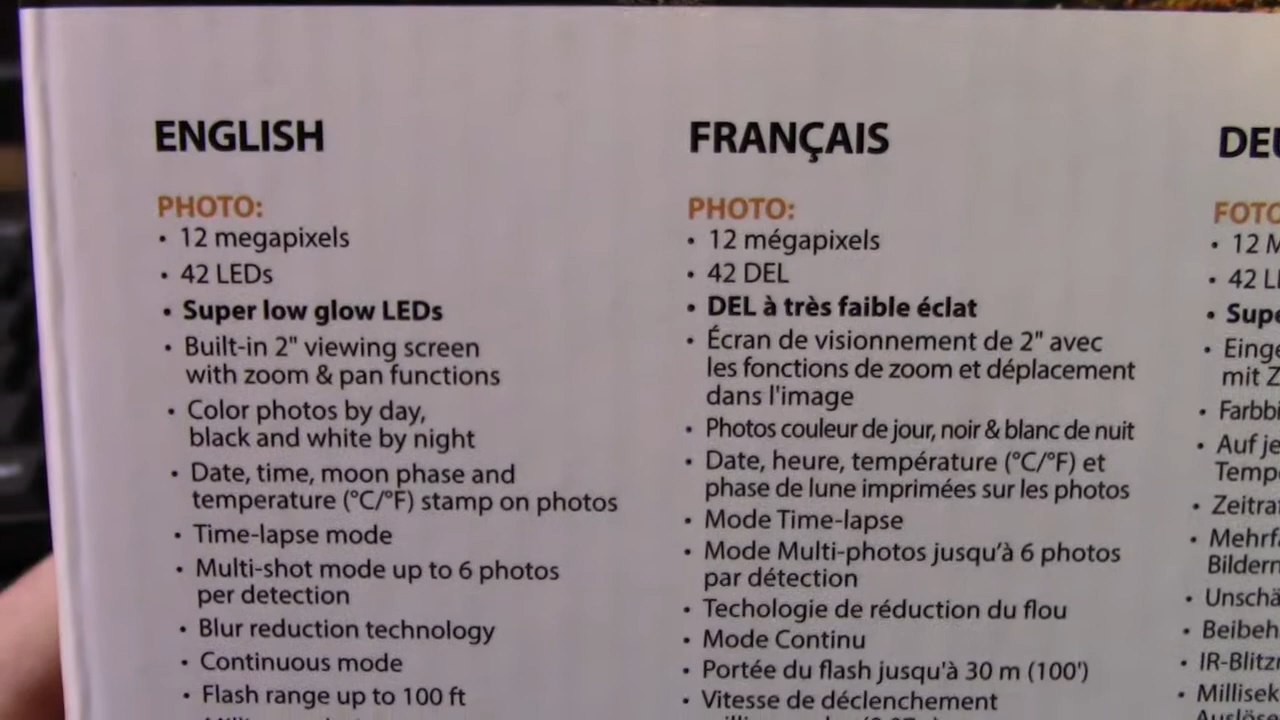 ENGLISH
PHOTO:
• 12 megapixels
• 42 LEDs
• Super low glow LEDs
• Built-in 2" viewing screen
with zoom & pan functions
• Color photos by day,
black and white by night
• Date, time, moon phase and
temperature (°C/°F) stamp on photos
• Time-lapse mode
• Multi-shot mode up to 6 photos
per detection
• Blur reduction technology
• Continuous mode
• Flash range up to 100 ft
FRANÇAIS
PHOTO:
• 12 mégapixels
• 42 DEL
• DEL à très faible éclat
• Écran de visionnement de 2" avec
les fonctions de zoom et déplacement
dans l'image
• Photos couleur de jour, noir & blanc de nuit
• Date, heure, température (°C/°F) et
phase de lune imprimées sur les photos
• Mode Time-lapse
• Mode Multi-photos jusqu'à 6 photos
par détection
• Techologie de réduction du flou
• Mode Continu
• Portée du flash jusqu'à 30 m (100')
• Vitesse de déclenchement
• 12
• 42
• Auf
mit